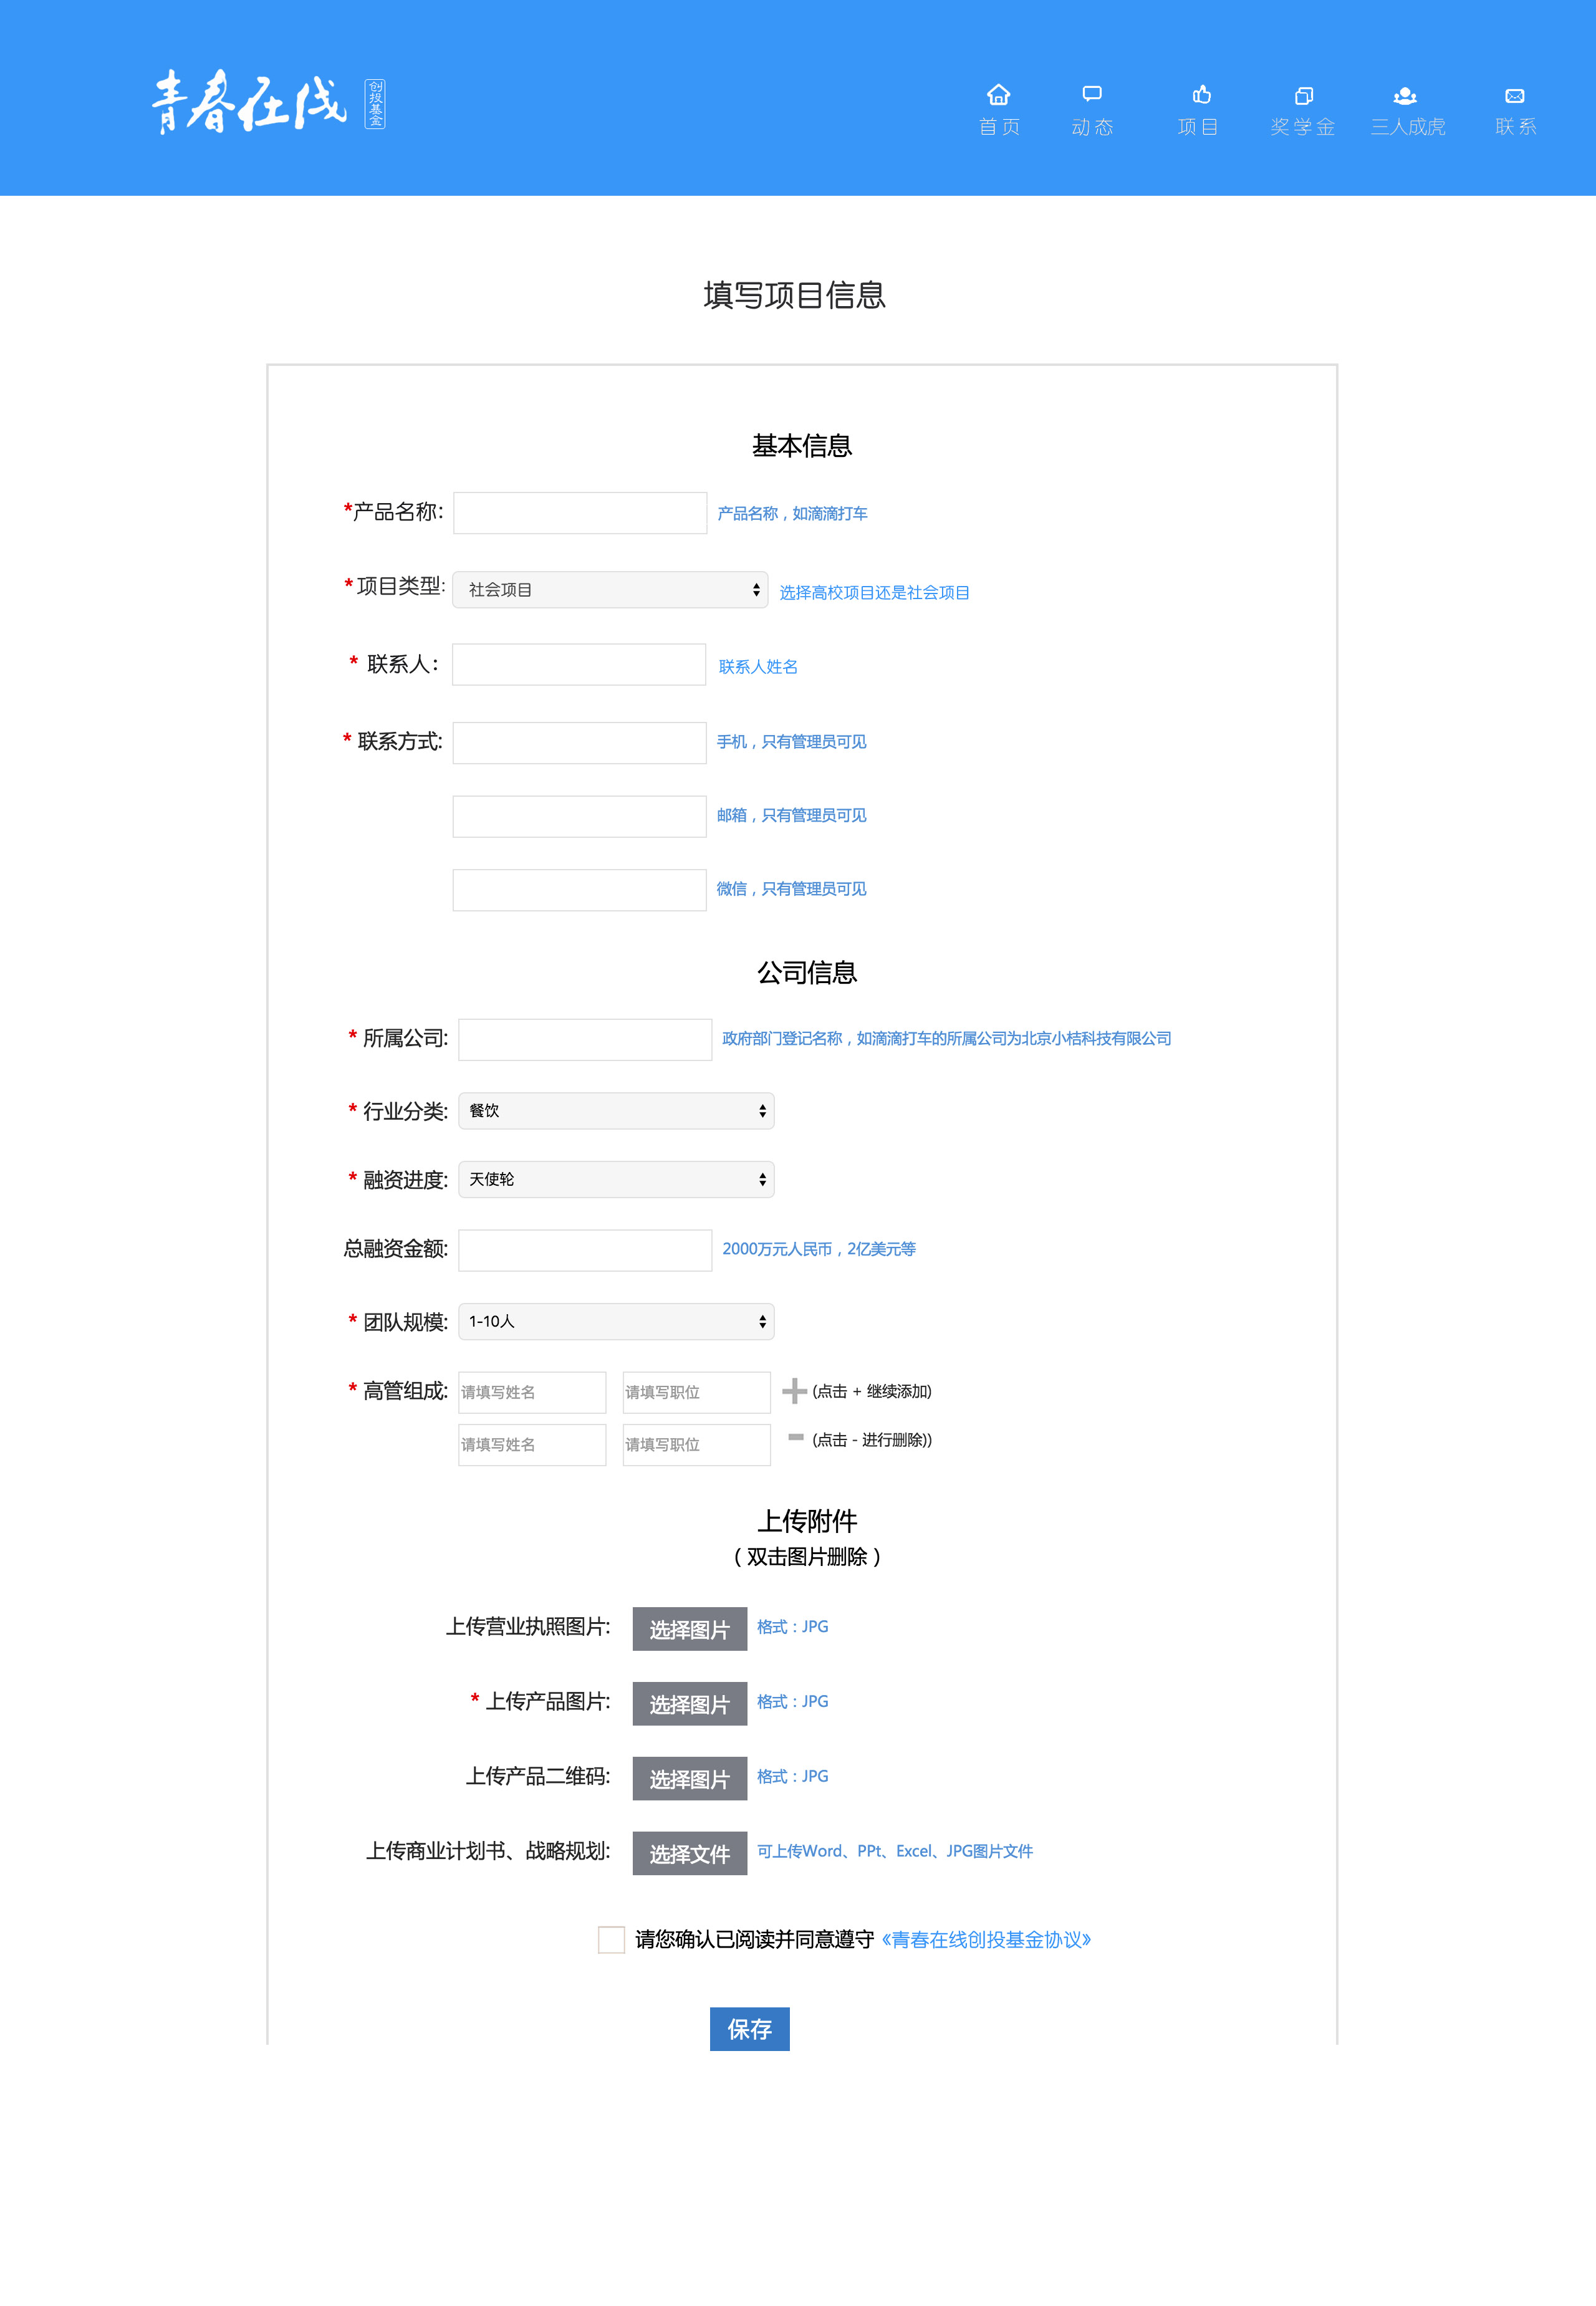 青春在线 创投基金
首页 动态 项目 奖学金 三人成虎 联系
填写项目信息
基本信息
*产品名称: 产品名称，如滴滴打车
*项目类型: 社会项目 选择高校项目还是社会项目
* 联系人: 联系人姓名
* 联系方式: 手机，只有管理员可见
邮箱，只有管理员可见
微信，只有管理员可见
公司信息
* 所属公司: 政府部门登记名称，如滴滴打车的所属公司为北京小桔科技有限公司
* 行业分类: 餐饮
* 融资进度: 天使轮
总融资金额: 2000万元人民币，2亿美元等
* 团队规模: 1-10人
* 高管组成: 请填写姓名 请填写职位 + (点击 + 继续添加)
请填写姓名 请填写职位 - (点击 - 进行删除))
上传附件
（双击图片删除）
上传营业执照图片: 选择图片 格式：JPG
* 上传产品图片: 选择图片 格式：JPG
上传产品二维码: 选择图片 格式：JPG
上传商业计划书、战略规划: 选择文件 可上传Word、PPt、Excel、JPG图片文件
请您确认已阅读并同意遵守《青春在线创投基金协议》
保存